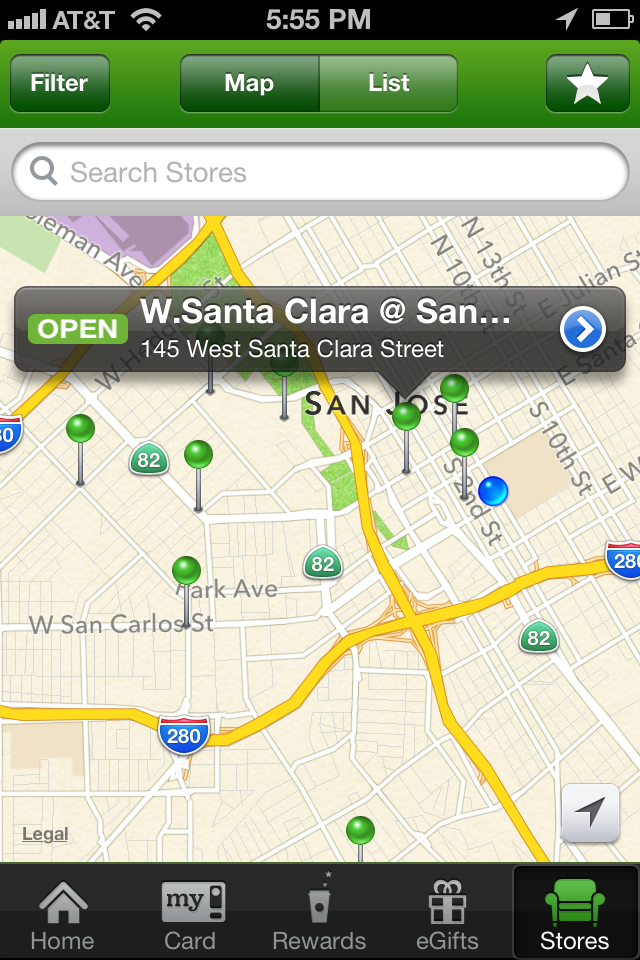 AT&T 5:55 PM
Filter Map List
Search Stores
oleman Ave
N 10th St
N 13th St
E Julian St
OPEN
W.Santa Clara @ San...
145 West Santa Clara Street
W H
St
E Santa
SAN JOSE
80
82
S 10th St
E W
S 2nd St
82
280
Park Ave
W San Carlos St
82
280
Legal
my
Home Card Rewards eGifts Stores